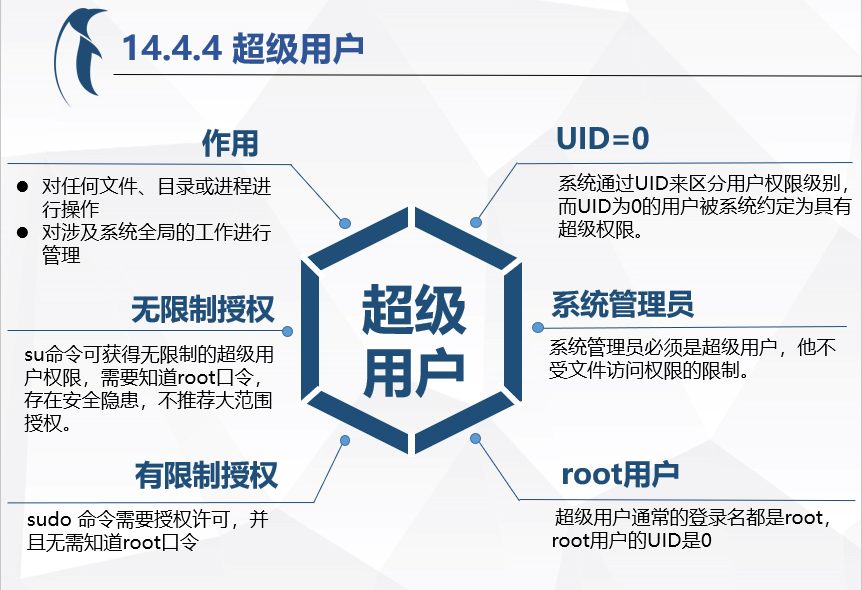 14.4.4 超级用户
作用
● 对任何文件、目录或进程进
行操作
● 对涉及系统全局的工作进行
管理
UID=0
系统通过UID来区分用户权限级别，
而UID为0的用户被系统约定为具有
超级权限。
无限制授权
su命令可获得无限制的超级用
户权限，需要知道root口令，
存在安全隐患，不推荐大范围
授权。
超级
用户
系统管理员
系统管理员必须是超级用户，他不
受文件访问权限的限制。
有限制授权
sudo 命令需要授权许可，并
且无需知道root口令
root用户
超级用户通常的登录名都是root，
root用户的UID是0